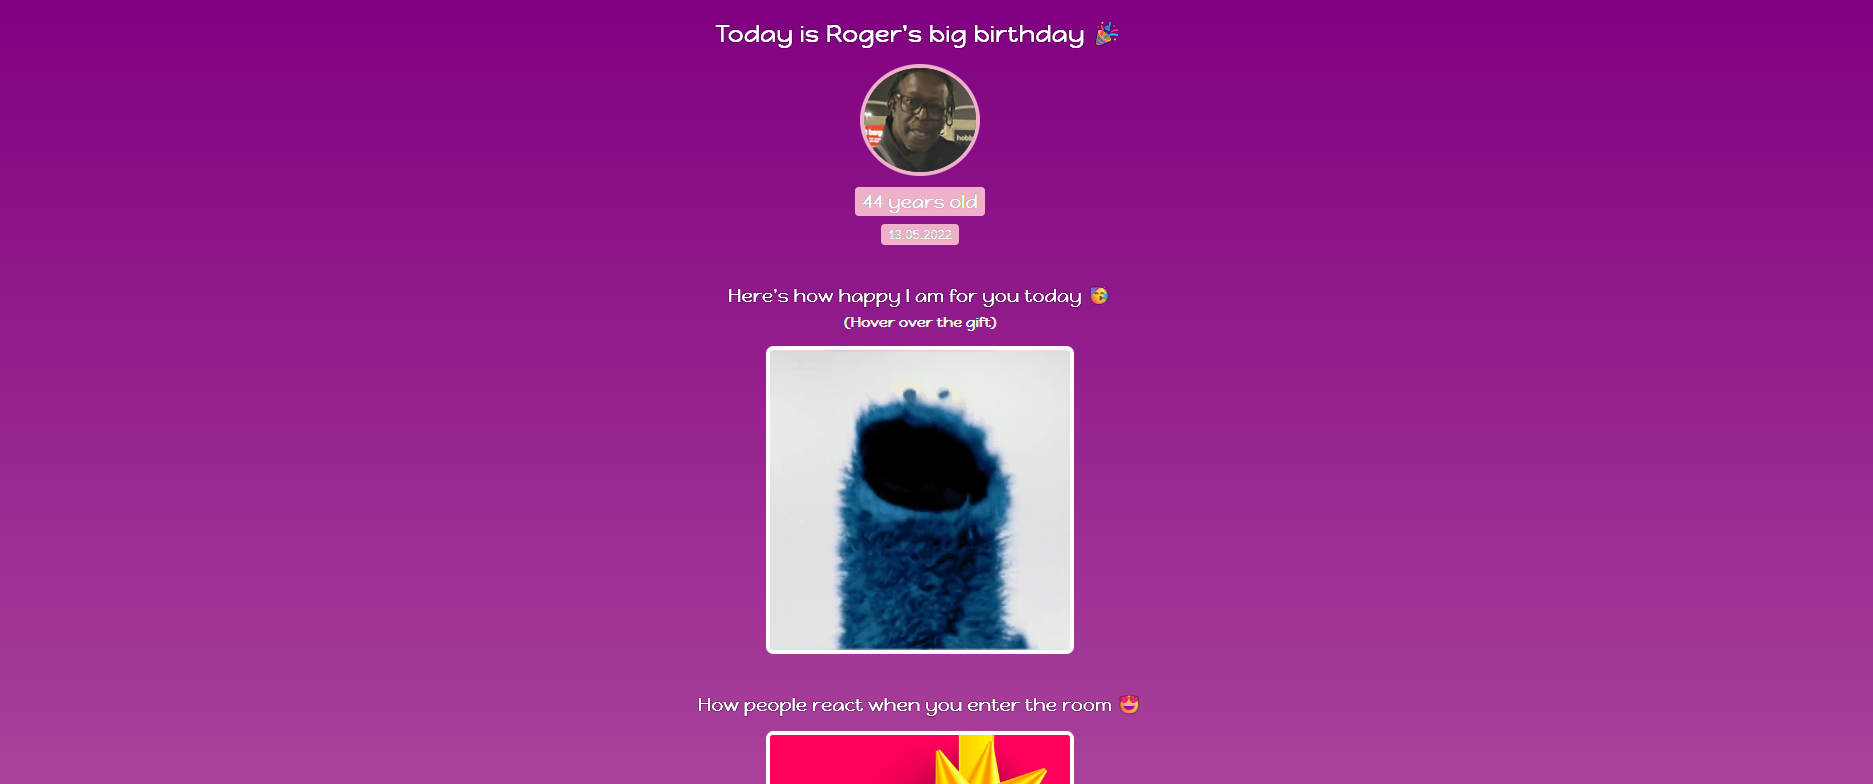 Today is Roger's big birthday 🎉
hobb
44 years old
13.05.2022
Here's how happy I am for you today 🥳
(Hover over the gift)
How people react when you enter the room 🤩